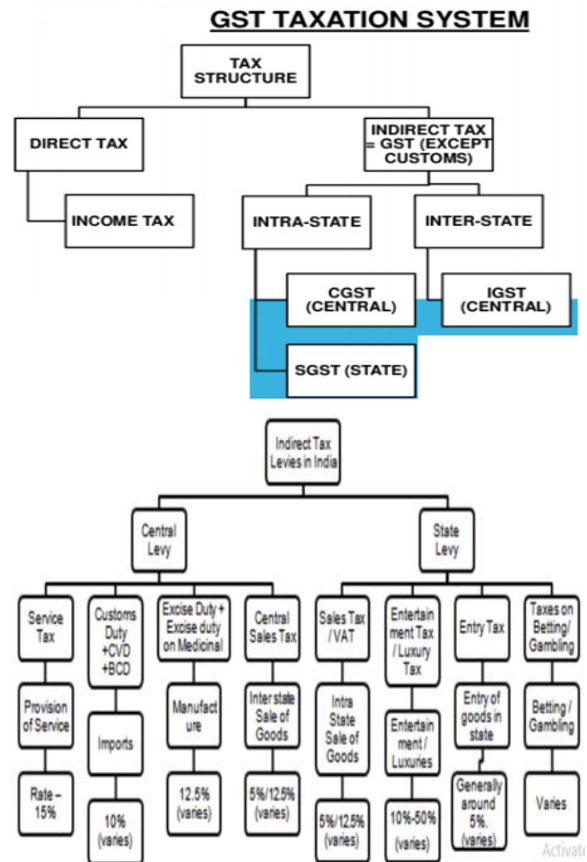 GST TAXATION SYSTEM
TAX
STRUCTURE
DIRECT TAX
INDIRECT TAX
= GST (EXCEPT
CUSTOMS)
INCOME TAX
INTRA-STATE
INTER-STATE
CGST
(CENTRAL)
IGST
(CENTRAL)
SGST (STATE)
Indirect Tax
Levies in India
Central
Levy
State
Levy
Service
Tax
Customs
Duty
+CVD
+BCD
Excise Duty +
Excise duty
on Medicinal
Central
Sales Tax
Sales Tax
/ VAT
Entertain
ment Tax
/ Luxury
Tax
Entry Tax
Taxes on
Betting/
Gambling
Provision
of Service
Imports
Manufact
ure
Inter state
Sale of
Goods
Intra
State
Sale of
Goods
Entertain
ment /
Luxuries
Entry of
goods in
state
Betting /
Gambling
Rate –
15%
10%
(varies)
12.5%
(varies)
5%/12.5%
(varies)
5%/12.5%
(varies)
10%-50%
(varies)
Generally
around
5%.
(varies)
Varies
Activate